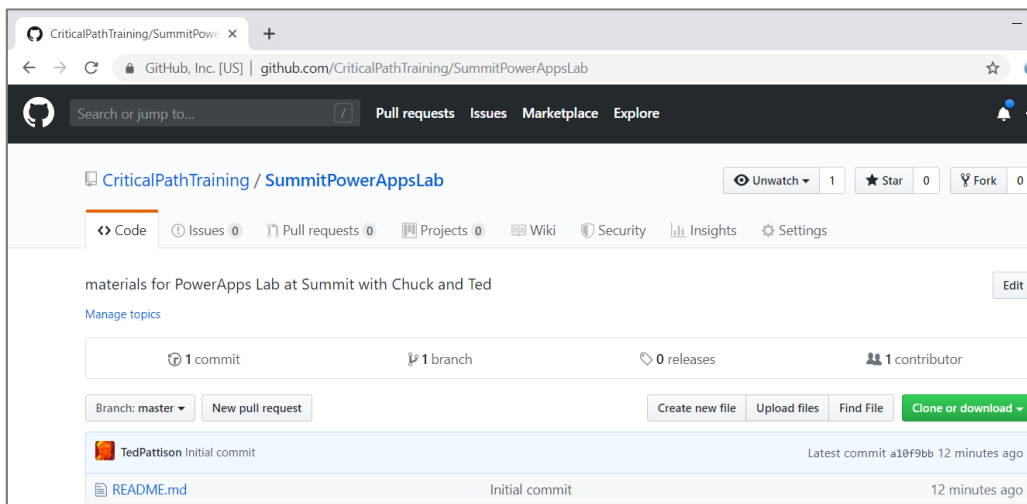 CriticalPathTraining/SummitPowe
GitHub, Inc. [US] | github.com/CriticalPathTraining/SummitPowerAppsLab
Search or jump to... / Pull requests Issues Marketplace Explore
CriticalPathTraining / SummitPowerAppsLab Unwatch 1 Star 0 Fork 0
Code Issues 0 Pull requests 0 Projects 0 Wiki Security Insights Settings
materials for PowerApps Lab at Summit with Chuck and Ted Edit
Manage topics
1 commit 1 branch 0 releases 1 contributor
Branch: master New pull request Create new file Upload files Find File Clone or download
TedPattison Initial commit Latest commit a10f9bb 12 minutes ago
README.md Initial commit 12 minutes ago